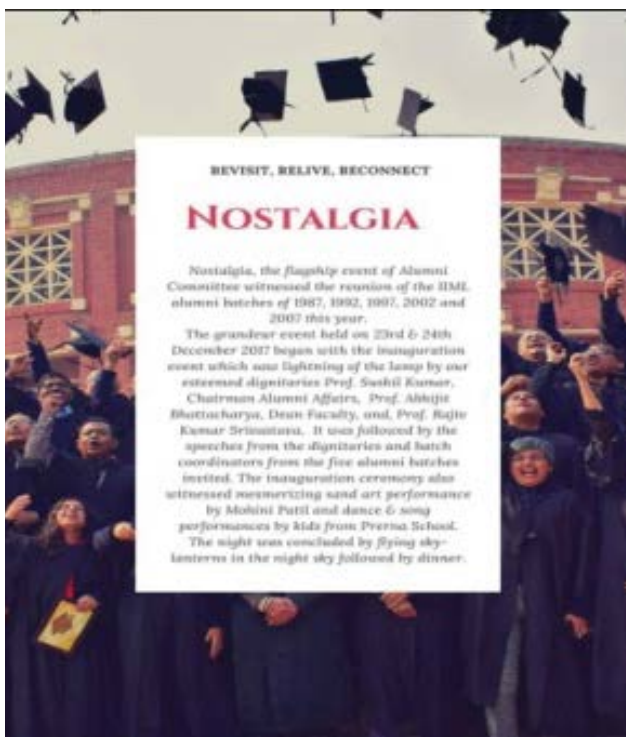 REVISIT, RELIVE, RECONNECT
NOSTALGIA
Nostalgia, the flagship event of Alumni
Committee witnessed the reunion of the IIML
alumni batches of 1987, 1992, 1997, 2002 and
2007 this year.
The grandeur event held on 23rd & 24th
December 2017 began with the inauguration
event which saw lightning of the lamp by our
esteemed dignitaries Prof. Sushil Kumar,
Chairman Alumni Affairs, Prof. Abhijit
Bhattacharya, Dean Faculty, and, Prof. Rajiv
Kumar Srivastava. It was followed by the
speeches from the dignitaries and batch
coordinators from the five alumni batches
invited. The inauguration ceremony also
witnessed mesmerizing sand art performance
by Mohini Patil and dance & song
performances by kids from Prerna School.
The night was concluded by flying sky-
lanterns in the night sky followed by dinner.